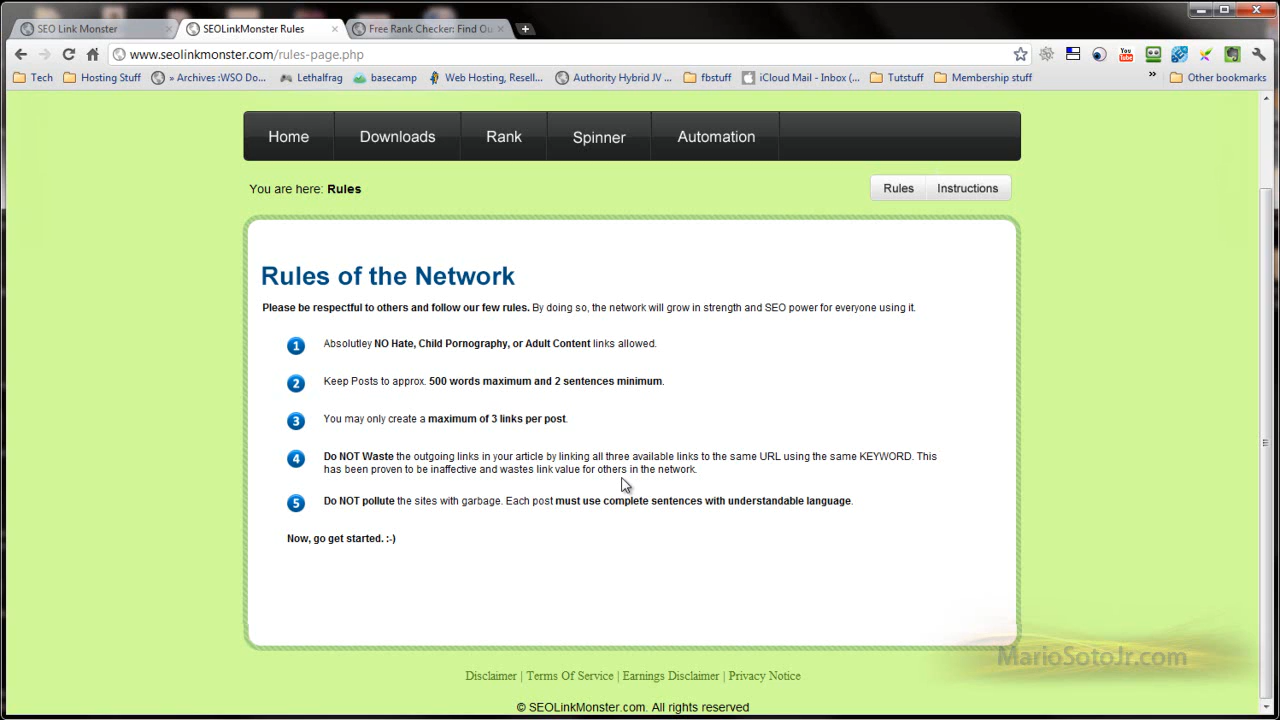 SEO Link Monster
SEOLinkMonster Rules
Free Rank Checker: Find Ou
www.seolinkmonster.com/rules-page.php
You Tube
Tech
Hosting Stuff
» Archives :WSO Do...
Lethalfrag
basecamp
Web Hosting, Resell...
Authority Hybrid JV ...
fbstuff
iCloud Mail - Inbox (...
Tutstuff
Membership stuff
»
Other bookmarks
Home
Downloads
Rank
Spinner
Automation
You are here: Rules
Rules
Instructions
Rules of the Network
Please be respectful to others and follow our few rules. By doing so, the network will grow in strength and SEO power for everyone using it.
1 Absolutley NO Hate, Child Pornography, or Adult Content links allowed.
2 Keep Posts to approx. 500 words maximum and 2 sentences minimum.
3 You may only create a maximum of 3 links per post.
4 Do NOT Waste the outgoing links in your article by linking all three available links to the same URL using the same KEYWORD. This
has been proven to be inaffective and wastes link value for others in the network.
5 Do NOT pollute the sites with garbage. Each post must use complete sentences with understandable language.
Now, go get started. :-)
MarioSotoJr.com
Disclaimer | Terms Of Service | Earnings Disclaimer | Privacy Notice
© SEOLinkMonster.com. All rights reserved